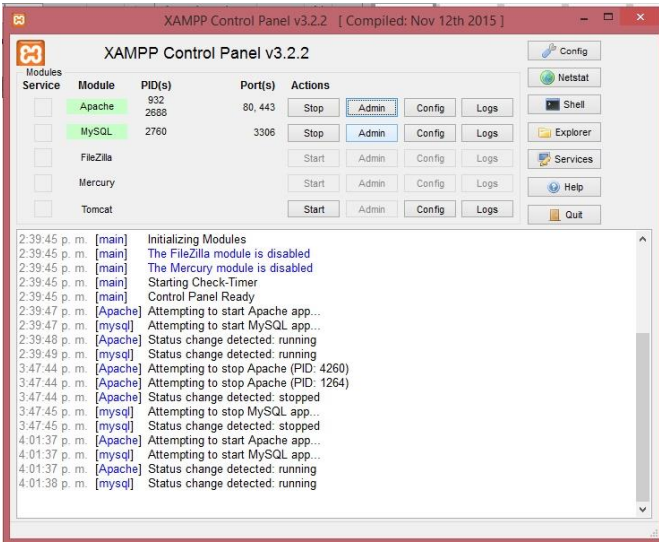 XAMPP Control Panel v3.2.2 [ Compiled: Nov 12th 2015 ]
XAMPP Control Panel v3.2.2
Config
Modules
Service Module PID(s) Port(s) Actions
Netstat
Apache 932 2688 80, 443 Stop Admin Config Logs
Shell
MySQL 2760 3306 Stop Admin Config Logs
Explorer
FileZilla Start Admin Config Logs
Services
Mercury Start Admin Config Logs
Help
Tomcat Start Admin Config Logs
Quit
2:39:45 p. m. [main] Initializing Modules
2:39:45 p. m. [main] The FileZilla module is disabled
2:39:45 p. m. [main] The Mercury module is disabled
2:39:45 p. m. [main] Starting Check-Timer
2:39:45 p. m. [main] Control Panel Ready
2:39:47 p. m. [Apache] Attempting to start Apache app...
2:39:47 p. m. [mysql] Attempting to start MySQL app...
2:39:48 p. m. [Apache] Status change detected: running
2:39:49 p. m. [mysql] Status change detected: running
3:47:44 p. m. [Apache] Attempting to stop Apache (PID: 4260)
3:47:44 p. m. [Apache] Attempting to stop Apache (PID: 1264)
3:47:44 p. m. [Apache] Status change detected: stopped
3:47:45 p. m. [mysql] Attempting to stop MySQL app...
3:47:45 p. m. [mysql] Status change detected: stopped
4:01:37 p. m. [Apache] Attempting to start Apache app...
4:01:37 p. m. [mysql] Attempting to start MySQL app...
4:01:37 p. m. [Apache] Status change detected: running
4:01:38 p. m. [mysql] Status change detected: running